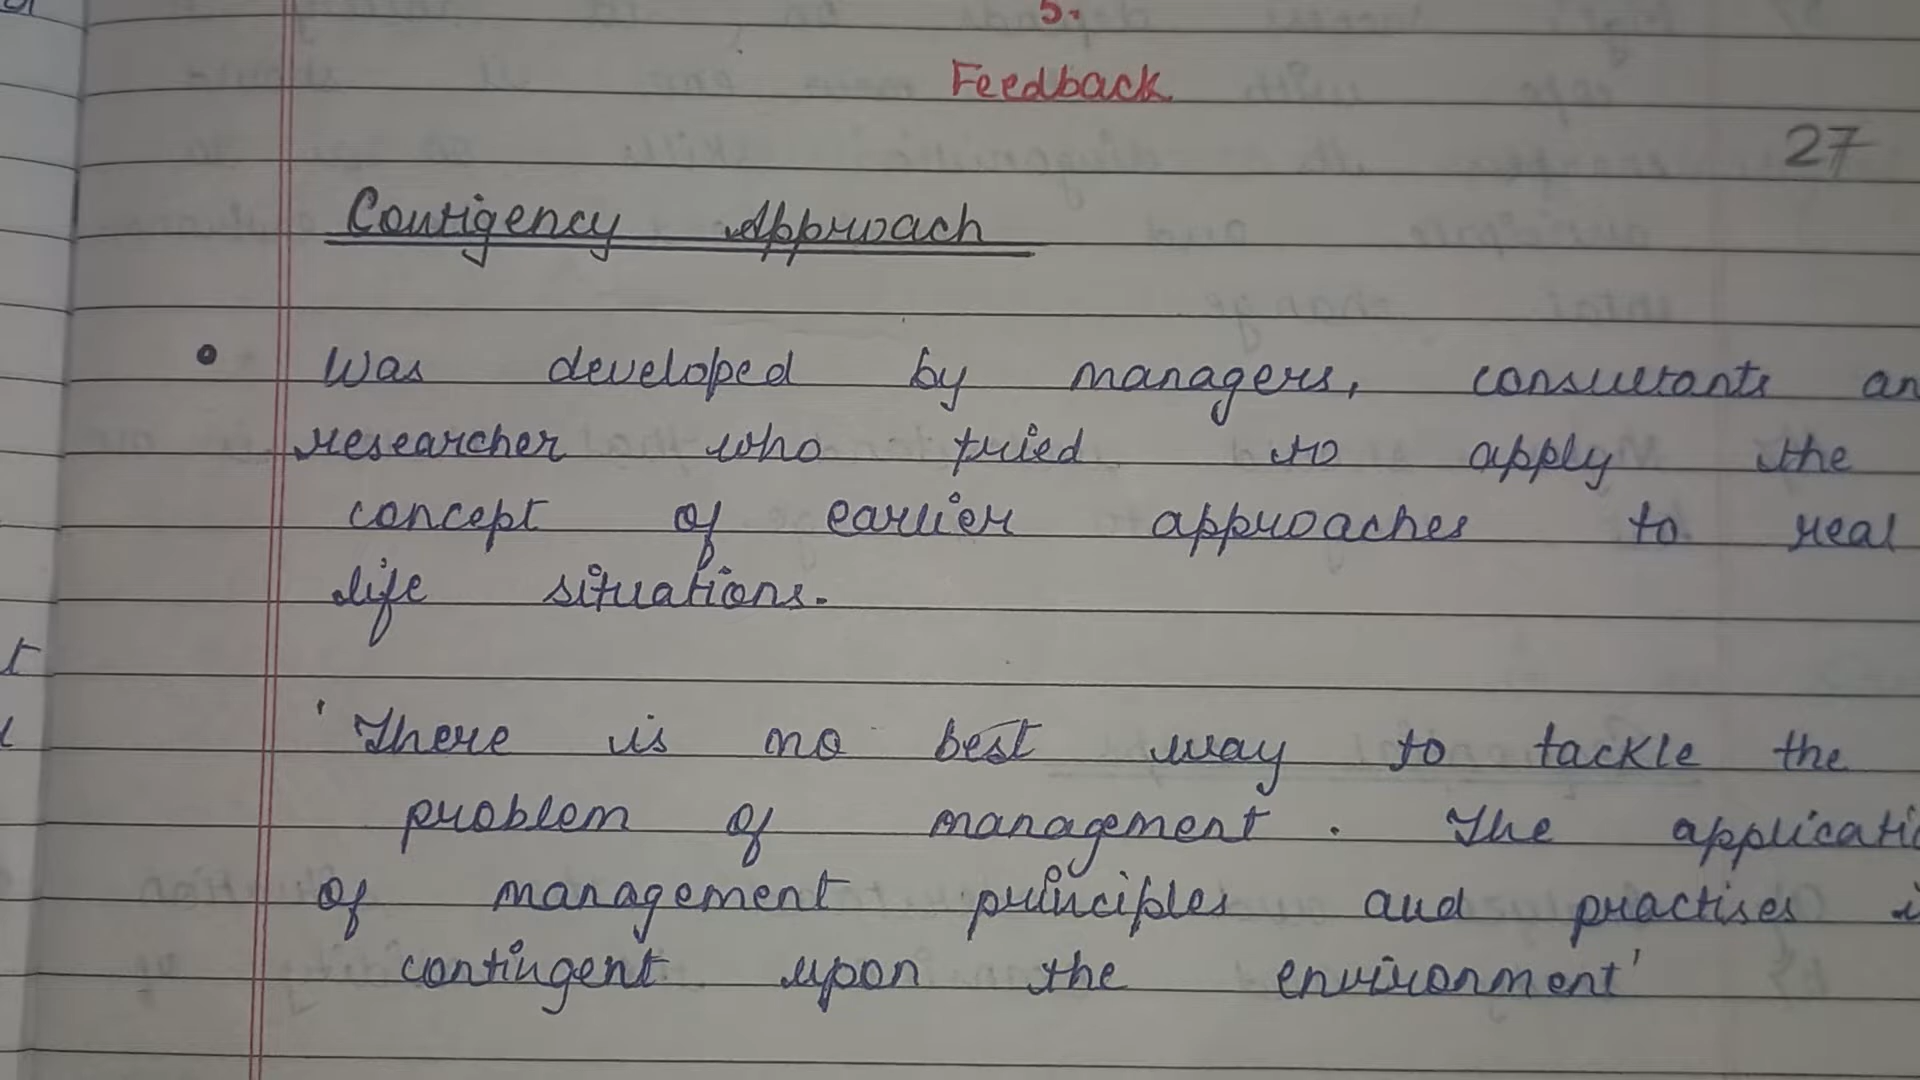 5.
Feedback
27
Contigency Approach
• Was developed by managers, consultants an
researcher who tried to apply the
concept of earlier approaches to real
life situations.
'There is no best way to tackle the
problem of management. The applicatio
of management principles and practises i
contingent upon the environment'